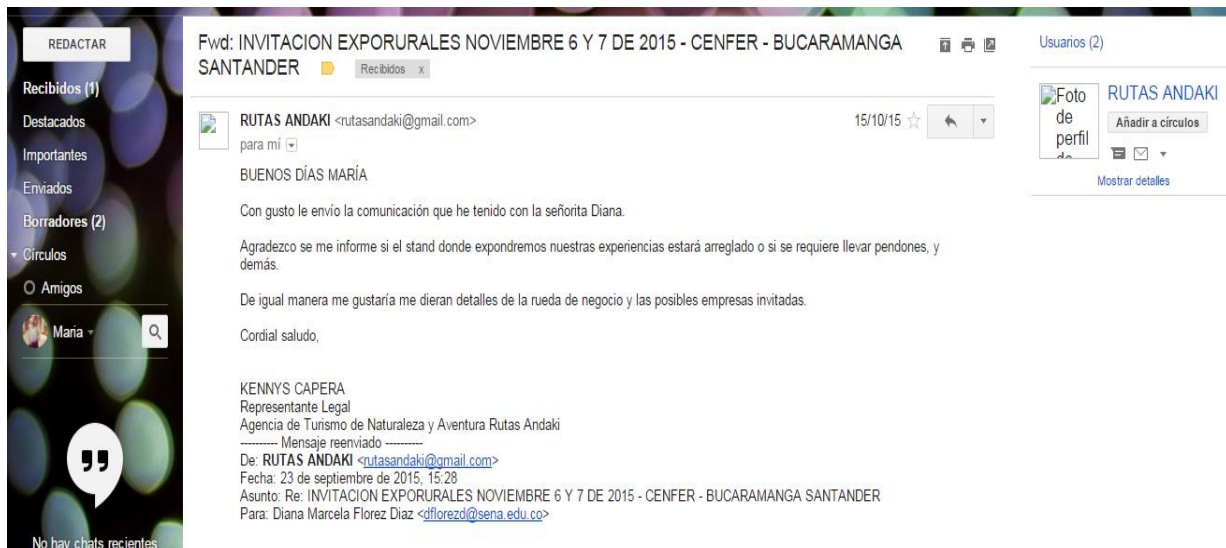 REDACTAR
Recibidos (1)
Destacados
Importantes
Enviados
Borradores (2)
Círculos
Amigos
Maria
No hay chats recientes
Fwd: INVITACION EXPORURALES NOVIEMBRE 6 Y 7 DE 2015 - CENFER - BUCARAMANGA
SANTANDER Recibidos x
RUTAS ANDAKI <rutasandaki@gmail.com> 15/10/15
para mí
BUENOS DÍAS MARÍA
Con gusto le envío la comunicación que he tenido con la señorita Diana.
Agradezco se me informe si el stand donde expondremos nuestras experiencias estará arreglado o si se requiere llevar pendones, y
demás.
De igual manera me gustaría me dieran detalles de la rueda de negocio y las posibles empresas invitadas.
Cordial saludo,
KENNYS CAPERA
Representante Legal
Agencia de Turismo de Naturaleza y Aventura Rutas Andaki
---------- Mensaje reenviado ----------
De: RUTAS ANDAKI <rutasandaki@gmail.com>
Fecha: 23 de septiembre de 2015, 15:28
Asunto: Re: INVITACION EXPORURALES NOVIEMBRE 6 Y 7 DE 2015 - CENFER - BUCARAMANGA SANTANDER
Para: Diana Marcela Florez Diaz <dflorezd@sena.edu.co>
Usuarios (2)
Foto
de
perfil
RUTAS ANDAKI
Añadir a círculos
Mostrar detalles